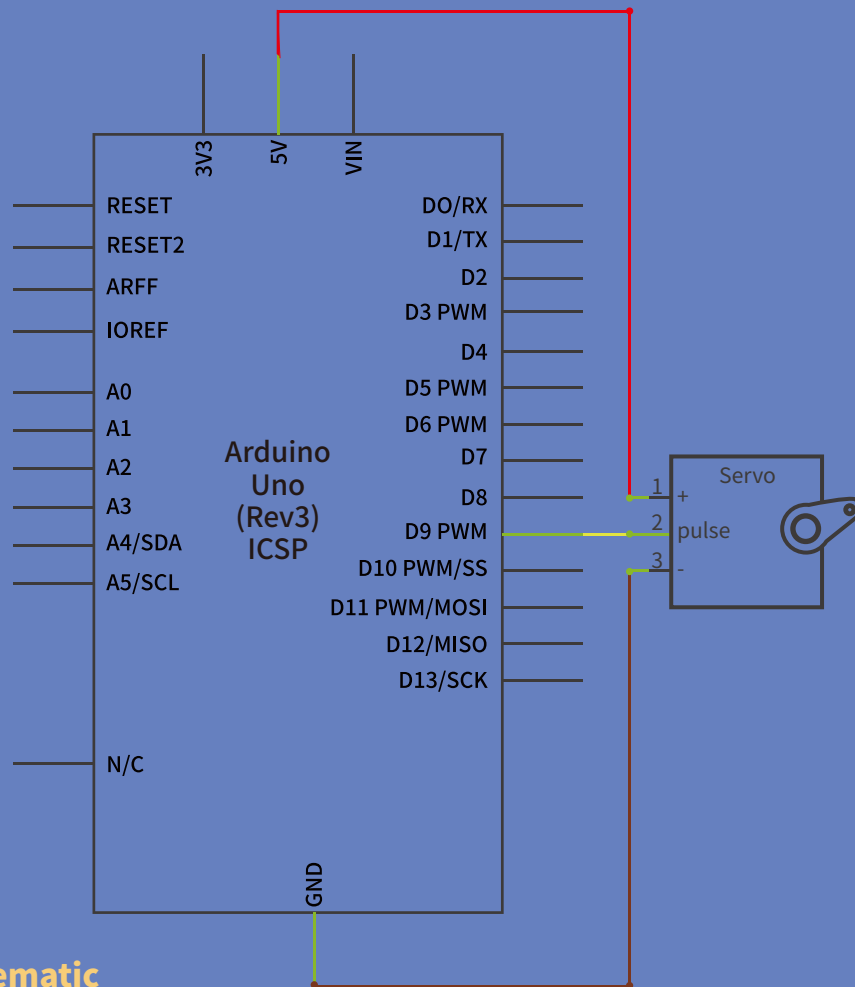 3V3
5V
VIN
RESET
RESET2
ARFF
IOREF
A0
A1
A2
A3
A4/SDA
A5/SCL
N/C
Arduino
Uno
(Rev3)
ICSP
DO/RX
D1/TX
D2
D3 PWM
D4
D5 PWM
D6 PWM
D7
D8
D9 PWM
D10 PWM/SS
D11 PWM/MOSI
D12/MISO
D13/SCK
GND
Servo
1 +
2 pulse
3 -
ematic